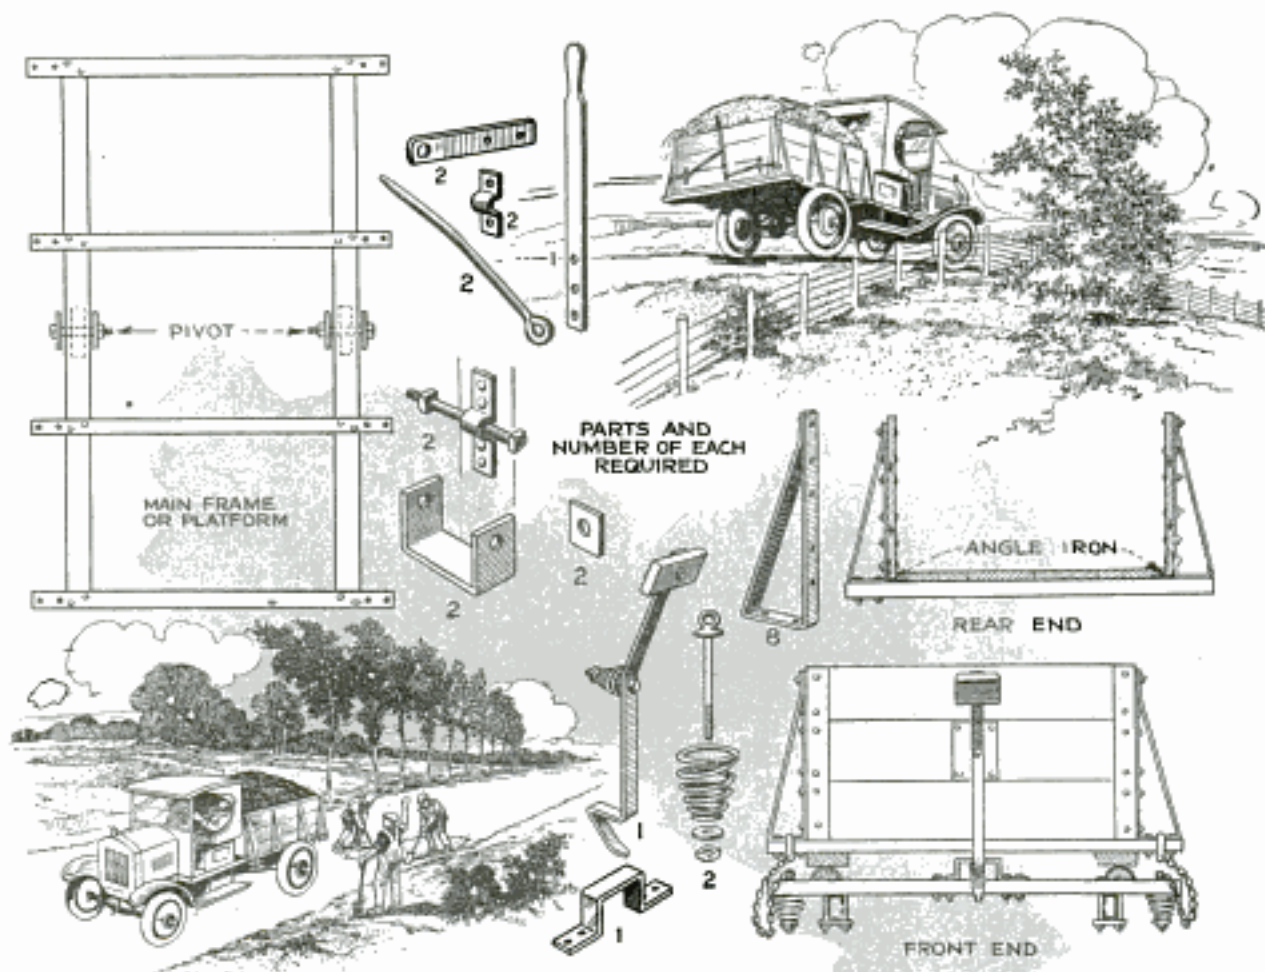 2
2
2
1
PIVOT
2
PARTS AND
NUMBER OF EACH
REQUIRED
MAIN FRAME
OR PLATFORM
2
2
ANGLE IRON
8
REAR END
1
2
1
FRONT END